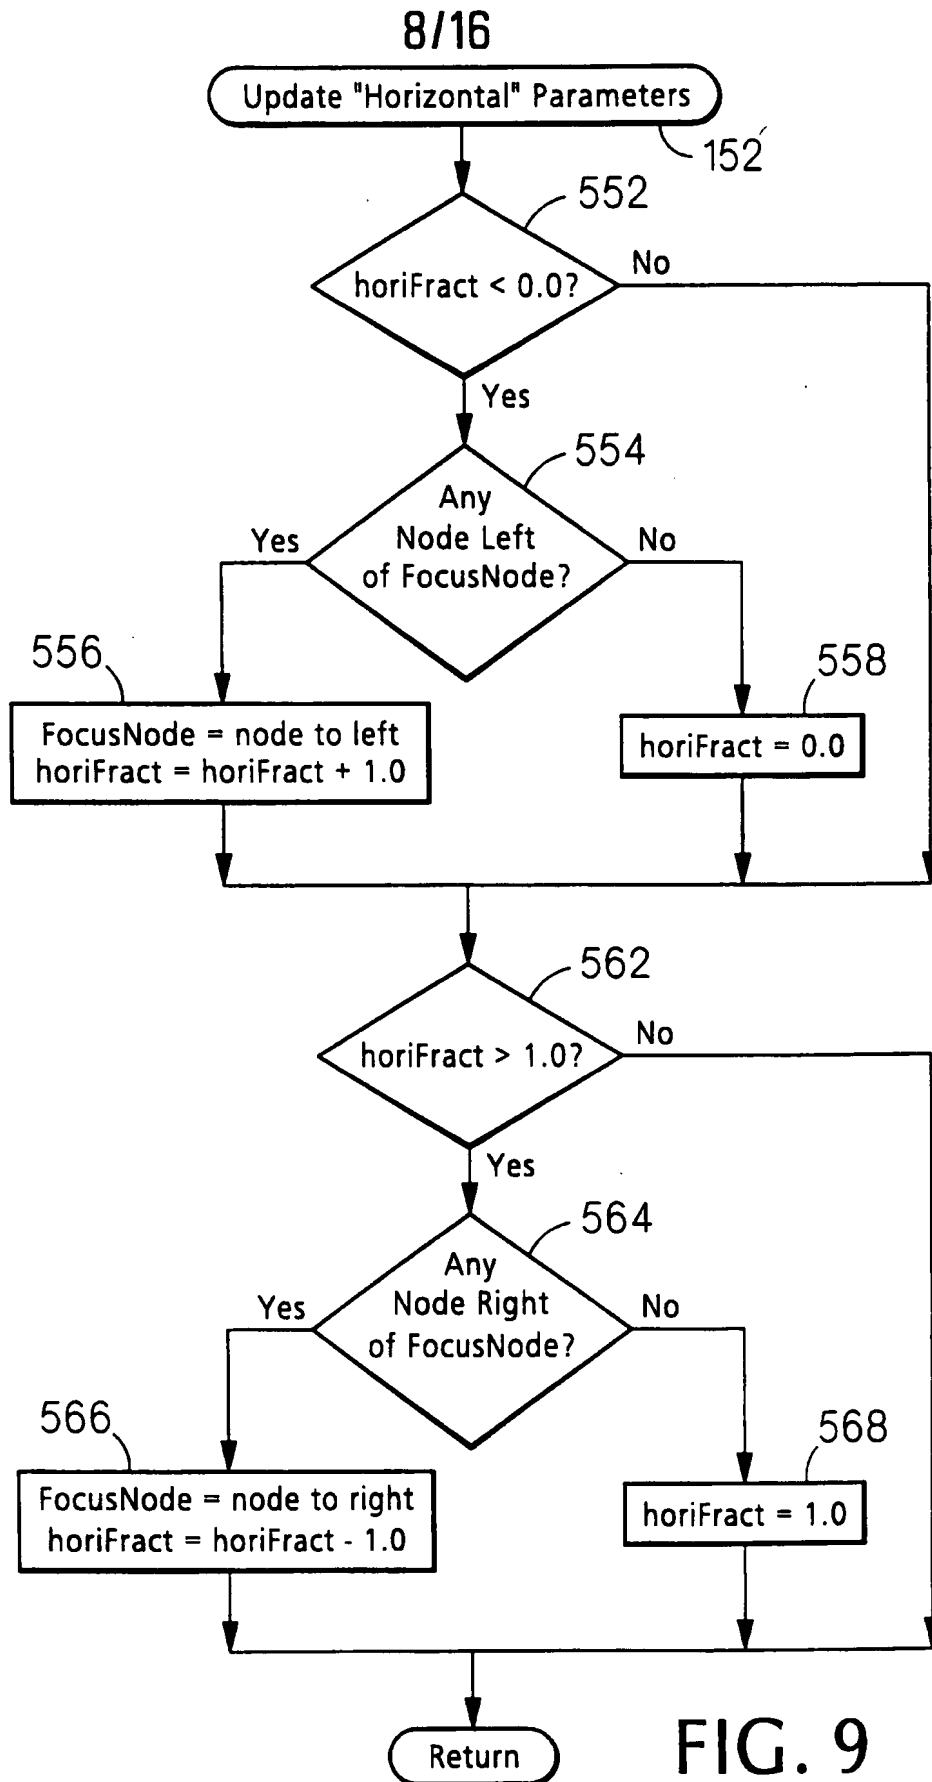 8/16
Update "Horizontal" Parameters
152
552
horiFract < 0.0?
No
Yes
554
Any
Node Left
of FocusNode?
Yes
No
556
FocusNode = node to left
horiFract = horiFract + 1.0
558
horiFract = 0.0
562
horiFract > 1.0?
No
Yes
564
Any
Node Right
of FocusNode?
Yes
No
566
FocusNode = node to right
horiFract = horiFract - 1.0
568
horiFract = 1.0
Return
FIG. 9